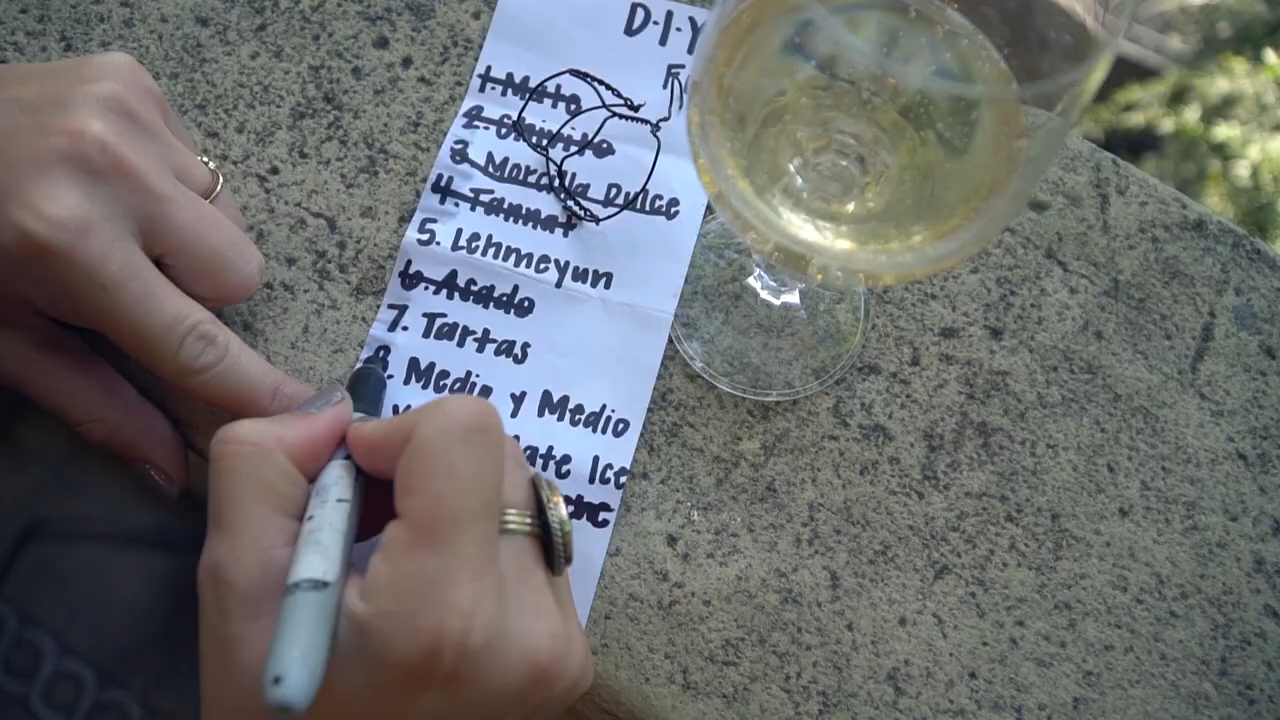 D.I.Y
1. Mate
2. Chivito
3. Morcilla Dulce
4. Tannat
5. Lehmeyun
6. Asado
7. Tartas
8. Medio y Medio
Ice